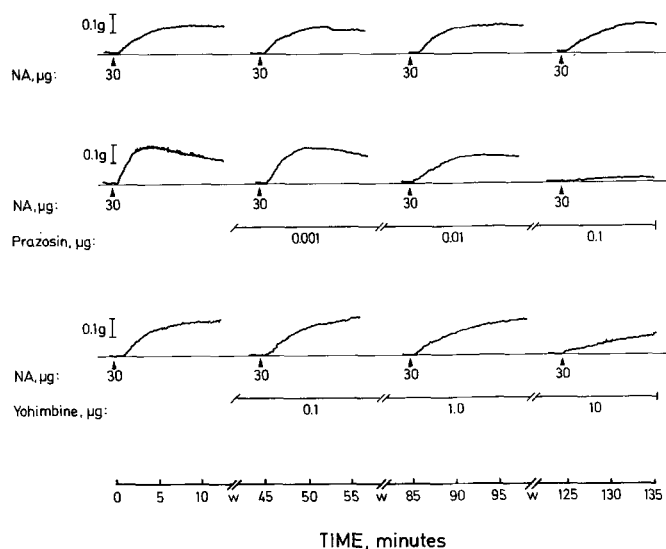 0.1g
NA, µg: 30 30 30 30
0.1g
NA, µg: 30 30 30 30
Prazosin, µg: 0.001 0.01 0.1
0.1g
NA, µg: 30 30 30 30
Yohimbine, µg: 0.1 1.0 10
0 5 10 w 45 50 55 w 85 90 95 w 125 130 135
TIME, minutes